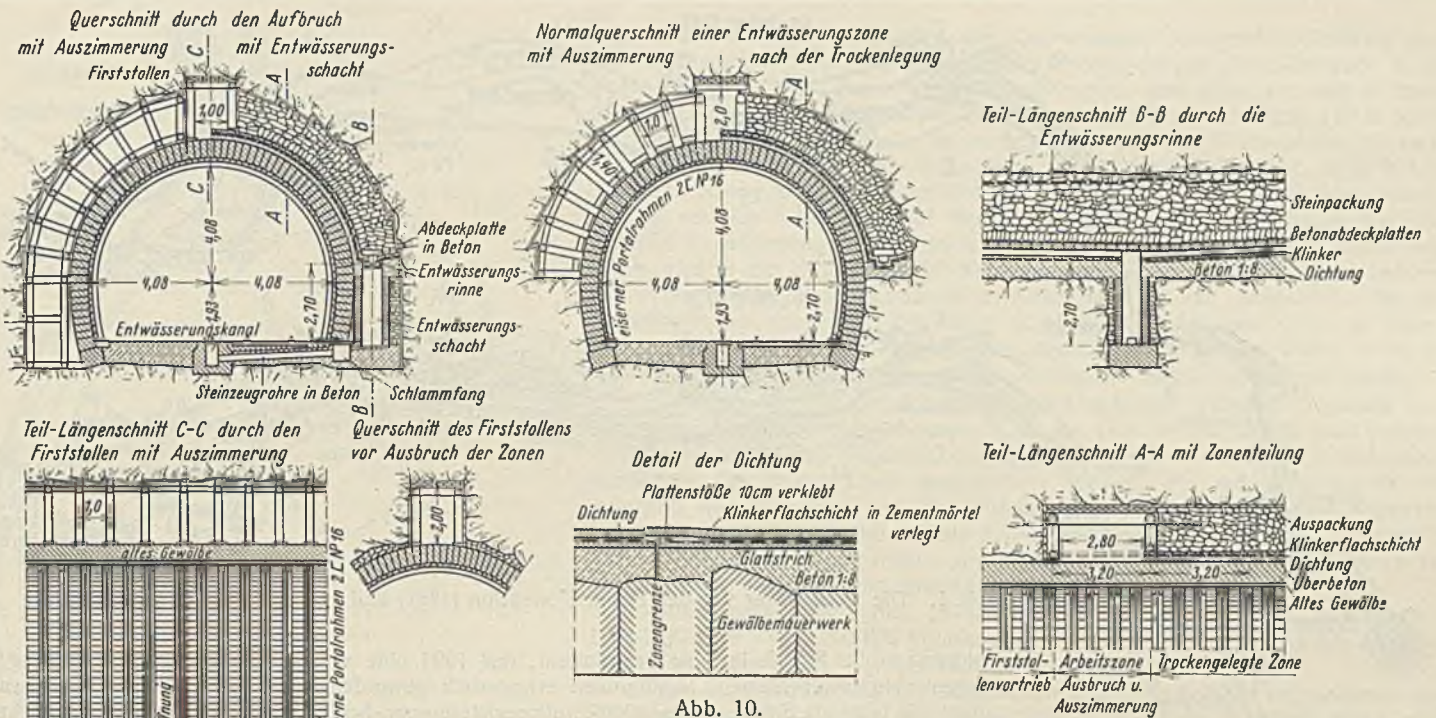 Querschnitt durch den Aufbruch
mit Auszimmerung mit Entwässerungs-
Firststollen schacht
C
A
B
1,00
C
A
4,08
4,08
4,08
1,93
2,70
Abdeckplatte
in Beton
Entwässerungs-
rinne
Entwässerungs-
schacht
Entwässerungskanal
Steinzeugrohre in Beton
Schlammfang
B
Normalquerschnitt einer Entwässerungszone
mit Auszimmerung nach der Trockenlegung
A
1,0
2,0
1,40
eiserner Portalrahmen 2 [ № 16
A
4,08
4,08
4,08
1,93
2,70
Teil-Längenschnitt B-B durch die
Entwässerungsrinne
Steinpackung
Betonabdeckplatten
Klinker
Beton 1:8
Dichtung
2,70
Teil-Längenschnitt C-C durch den
Firststollen mit Auszimmerung
1,0
altes Gewölbe
Portalrahmen 2 [ № 16
Querschnitt des Firststollens
vor Ausbruch der Zonen
2,00
Detail der Dichtung
Plattenstöße 10cm verklebt
Dichtung
Klinkerflachschicht in Zementmörtel
verlegt
Glattstrich
Beton 1:8
Zonengrenze
Gewölbemauerwerk
Teil-Längenschnitt A-A mit Zonenteilung
2,80
3,20
3,20
Auspackung
Klinkerflachschicht
Dichtung
Überbeton
Altes Gewölbe
Firststol- Arbeitszone Trockengelegte Zone
lenvortrieb Ausbruch u.
Auszimmerung
Abb. 10.